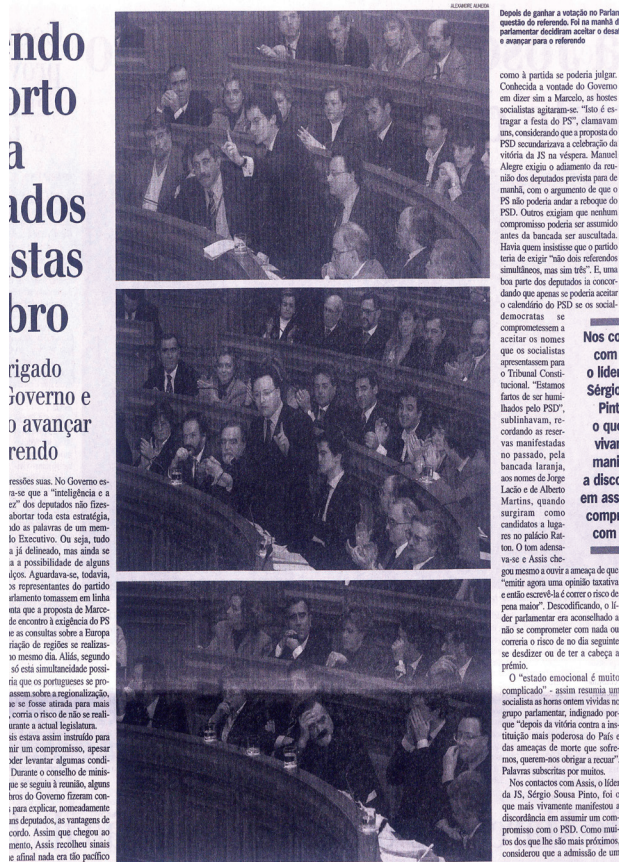 ALEXANDRE ALMEIDA
endo
orto
a
ados
stas
bro
rigado
Governo e
o avançar
rendo
ressões suas. No Governo es-
va-se que a "inteligência e a
ez" dos deputados não fizes-
abortar toda esta estratégia,
do as palavras de um mem-
do Executivo. Ou seja, tudo
a já delineado, mas ainda se
a a possibilidade de alguns
lços. Aguardava-se, todavia,
os representantes do partido
arlamento tomassem em linha
onta que a proposta de Marce-
de encontro à exigência do PS
e as consultas sobre a Europa
riação de regiões se realizas-
no mesmo dia. Aliás, segundo
só esta simultaneidade possi-
ria que os portugueses se pro-
assem sobre a regionalização,
e se fosse atirada para mais
, corria o risco de não se reali-
urante a actual legislatura.
sis estava assim instruído para
mir um compromisso, apesar
oder levantar algumas condi-
Durante o conselho de minis-
ue se seguiu à reunião, alguns
bros do Governo fizeram con-
s para explicar, nomeadamente
ns deputados, as vantagens de
cordo. Assim que chegou ao
mento, Assis recolheu sinais
e afinal nada era tão pacífico
Depois de ganhar a votação no Parlan
questão do referendo. Foi na manhã d
parlamentar decidiram aceitar o desa
e avançar para o referendo
como à partida se poderia julgar.
Conhecida a vontade do Governo
em dizer sim a Marcelo, as hostes
socialistas agitaram-se. "Isto é es-
tragar a festa do PS", clamavam
uns, considerando que a proposta do
PSD secundarizava a celebração da
vitória da JS na véspera. Manuel
Alegre exigiu o adiamento da reu-
nião dos deputados prevista para de
manhã, com o argumento de que o
PS não poderia andar a reboque do
PSD. Outros exigiam que nenhum
compromisso poderia ser assumido
antes da bancada ser auscultada.
Havia quem insistisse que o partido
teria de exigir "não dois referendos
simultâneos, mas sim três". E, uma
boa parte dos deputados ia concor-
dando que apenas se poderia aceitar
o calendário do PSD se os social-
democratas se
comprometessem a
aceitar os nomes
que os socialistas
apresentassem para
o Tribunal Consti-
tucional. "Estamos
fartos de ser humi-
lhados pelo PSD",
sublinhavam, re-
cordando as reser-
vas manifestadas
no passado, pela
bancada laranja,
aos nomes de Jorge
Lacão e de Alberto
Martins, quando
surgiram como
candidatos a luga-
res no palácio Rat-
ton. O tom adensa-
va-se e Assis che-
gou mesmo a ouvir a ameaça de que
"emitir agora uma opinião taxativa
e então escrevê-la é correr o risco de
pena maior". Descodificando, o lí-
der parlamentar era aconselhado a
não se comprometer com nada ou
correria o risco de no dia seguinte
se desdizer ou de ter a cabeça a
prémio.
O "estado emocional é muito
complicado" - assim resumia um
socialista as horas ontem vividas no
grupo parlamentar, indignado por-
que "depois da vitória contra a ins-
tituição mais poderosa do País e
das ameaças de morte que sofre-
mos, querem-nos obrigar a recuar".
Palavras subscritas por muitos.
Nos contactos com Assis, o líder
da JS, Sérgio Sousa Pinto, foi o
que mais vivamente manifestou a
discordância em assumir um com-
promisso com o PSD. Como mui-
tos dos que lhe são mais próximos,
considerou que a admissão de um
Nos co
com
o líder
Sérgio
Pint
o que
viva
mani
a disco
em ass
compr
com